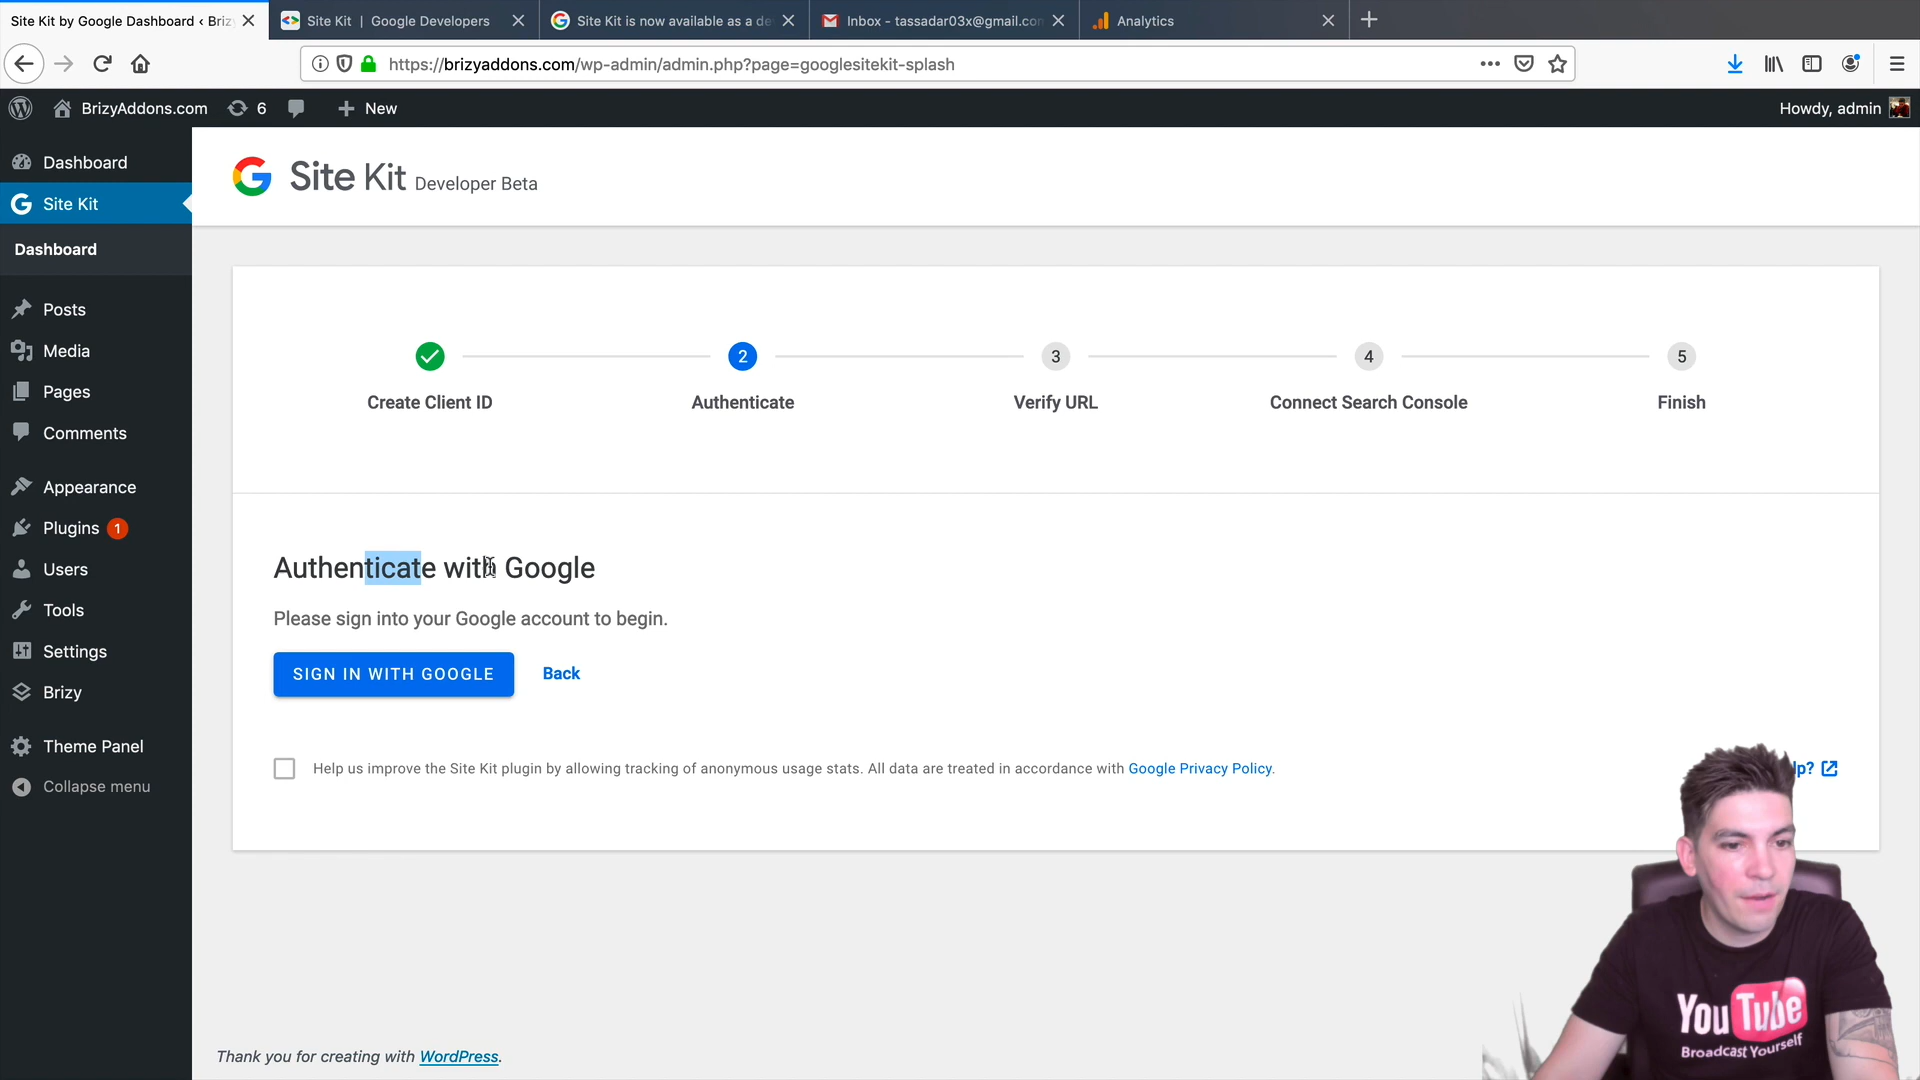 Site Kit by Google Dashboard ‹ Briz
Site Kit | Google Developers
Site Kit is now available as a de
Inbox - tassadar03x@gmail.co
Analytics
https://brizyaddons.com/wp-admin/admin.php?page=googlesitekit-splash
BrizyAddons.com
6
New
Howdy, admin
Dashboard
Site Kit
Dashboard
Posts
Media
Pages
Comments
Appearance
Plugins 1
Users
Tools
Settings
Brizy
Theme Panel
Collapse menu
Site Kit Developer Beta
2
3
4
5
Create Client ID
Authenticate
Verify URL
Connect Search Console
Finish
Authenticate with Google
Please sign into your Google account to begin.
SIGN IN WITH GOOGLE
Back
Help us improve the Site Kit plugin by allowing tracking of anonymous usage stats. All data are treated in accordance with Google Privacy Policy.
lp?
YouTube
Broadcast Yourself
Thank you for creating with WordPress.